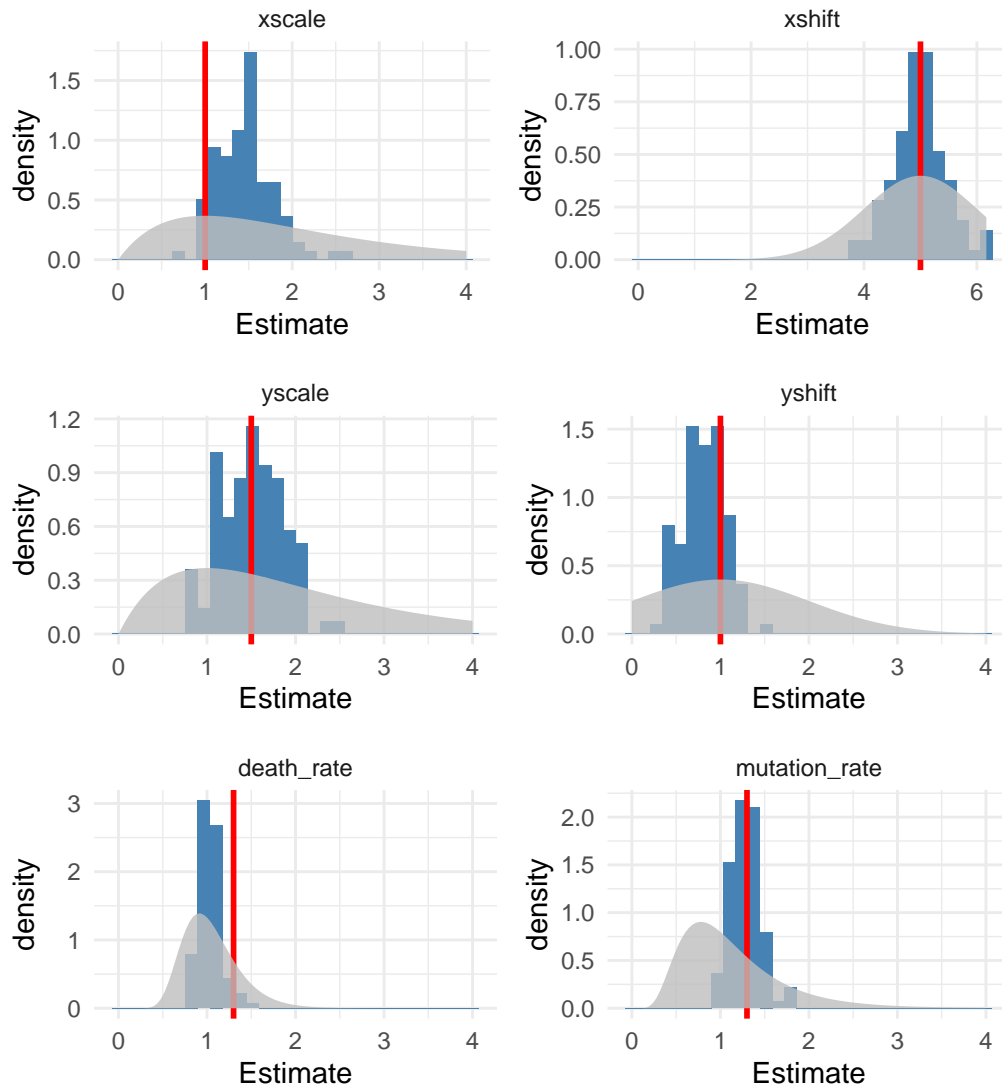 xscale
density
1.5
1.0
0.5
0.0
0 1 2 3 4
Estimate
xshift
density
1.00
0.75
0.50
0.25
0.00
0 2 4 6
Estimate
yscale
density
1.2
0.9
0.6
0.3
0.0
0 1 2 3 4
Estimate
yshift
density
1.5
1.0
0.5
0.0
0 1 2 3 4
Estimate
death_rate
density
3
2
1
0
0 1 2 3 4
Estimate
mutation_rate
density
2.0
1.5
1.0
0.5
0.0
0 1 2 3 4
Estimate